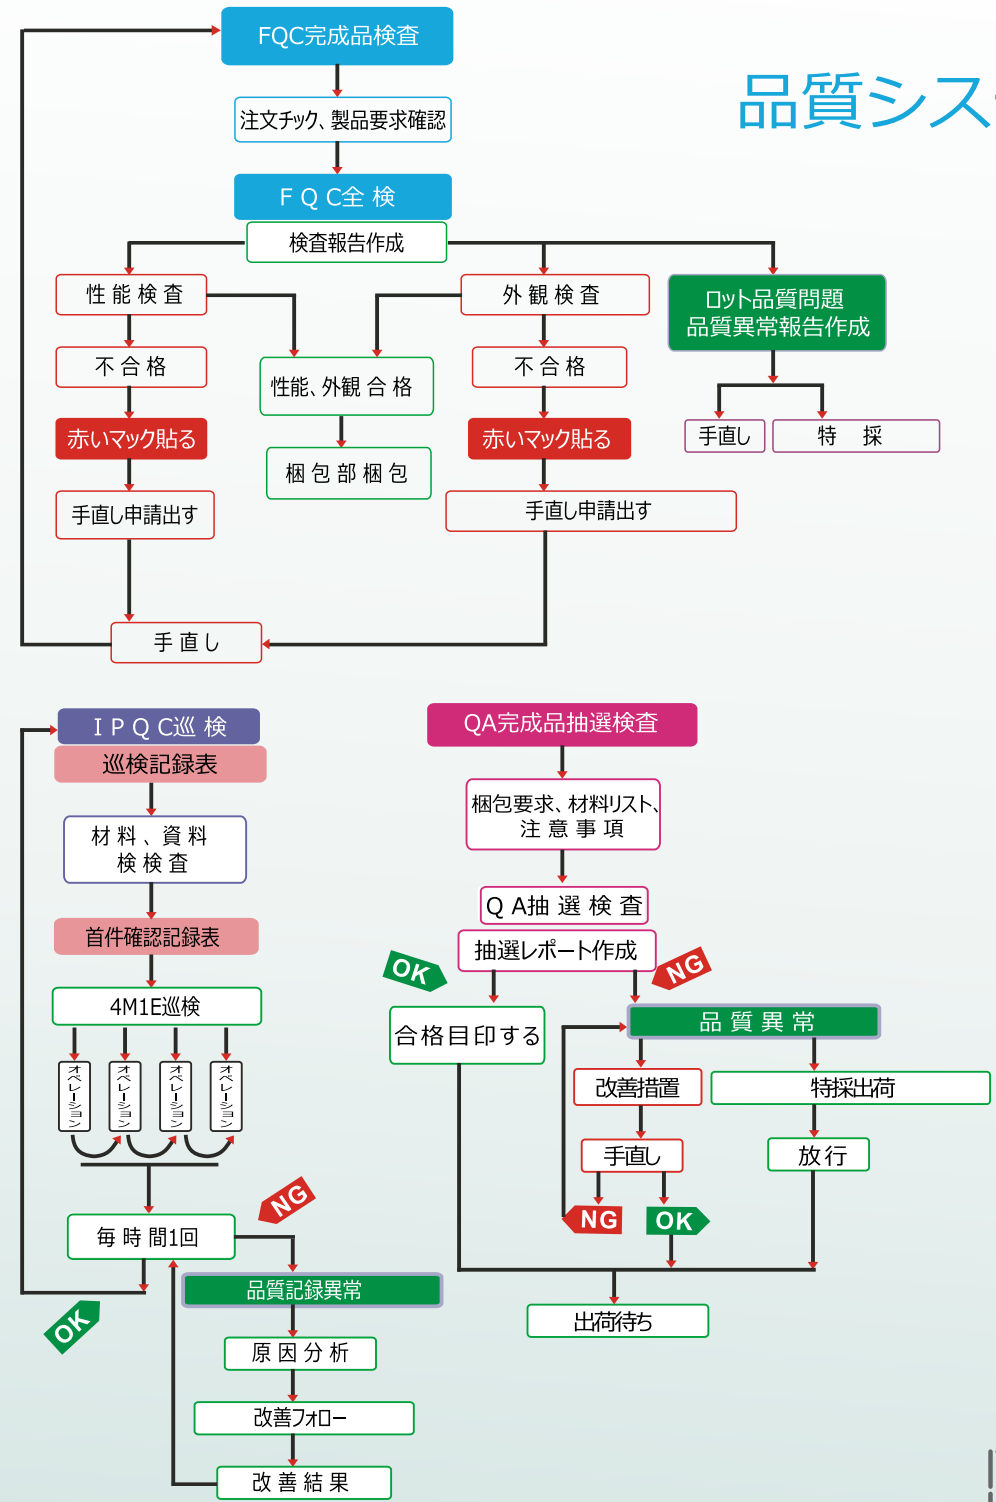 品質シス
FQC完成品検査
注文チック、製品要求確認
FQC全検
検査報告作成
性能検査
外観検査
ロット品質問題
品質異常報告作成
不合格
性能、外観合格
不合格
手直し
特採
赤いマック貼る
赤いマック貼る
梱包部梱包
手直し申請出す
手直し申請出す
手直し
IPQC巡検
巡検記録表
材料、資料
検検査
首件確認記録表
4M1E巡検
オペレーション
オペレーション
オペレーション
オペレーション
NG
毎時間1回
OK
品質記録異常
原因分析
改善フォロー
改善結果
QA完成品抽選検査
梱包要求、材料リスト、
注意事項
QA抽選検査
抽選レポート作成
OK
NG
合格目印する
品質異常
改善措置
特採出荷
手直し
放行
NG
OK
出荷待ち